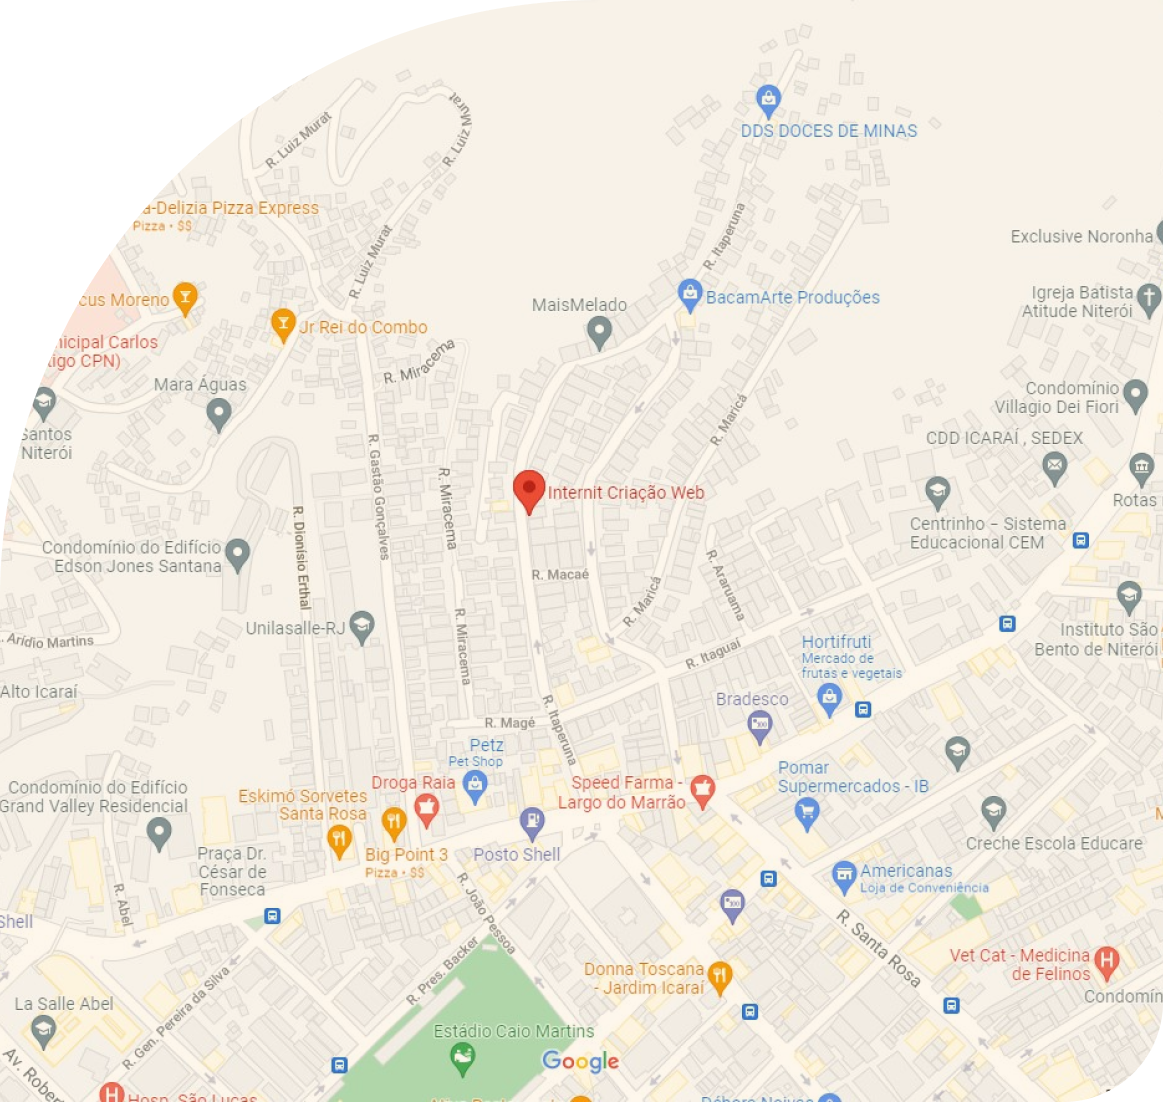 R. Luiz Murat
R. Luiz Murat
DDS DOCES DE MINAS
a-Delizia Pizza Express
Pizza • $$
R. Itaperuna
R. Luiz Murat
Exclusive Noronha
cus Moreno
MaisMelado
BacamArte Produções
Igreja Batista
Atitude Niterói
Jr Rei do Combo
nicipal Carlos
tigo CPN)
R. Miracema
Mara Águas
Condomínio
Villagio Dei Fiori
R. Maricá
Santos
Niterói
CDD ICARAÍ , SEDEX
R. Gastão Gonçalves
R. Miracema
Internit Criação Web
Rotas
R. Dionísio Erthal
Centrinho – Sistema
Educacional CEM
Condomínio do Edifício
Edson Jones Santana
R. Macaé
R. Araruama
R. Maricá
Unilasalle-RJ
R. Miracema
. Arídio Martins
Instituto São
Bento de Niterói
Hortifruti
Mercado de
frutas e vegetais
R. Itaguaí
Alto Icaraí
Bradesco
R. Magé
R. Itaperuna
Petz
Pet Shop
Pomar
Supermercados - IB
Droga Raia
Speed Farma -
Largo do Marrão
Condomínio do Edifício
Grand Valley Residencial
Eskimó Sorvetes
Santa Rosa
Big Point 3
Pizza • $$
Posto Shell
Creche Escola Educare
Praça Dr.
César de
Fonseca
Americanas
Loja de Conveniência
R. Abel
R. João Pessoa
Shell
R. Santa Rosa
R. Pres. Backer
Vet Cat - Medicina
de Felinos
Donna Toscana
- Jardim Icaraí
R. Gen. Pereira da Silva
Condomín
La Salle Abel
Estádio Caio Martins
Google
Av. Rober
Hosp. São Lucas